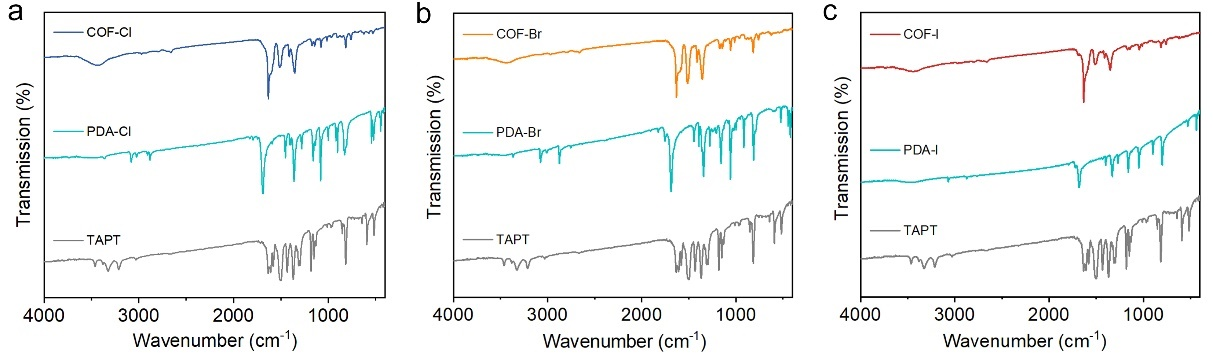 a
COF-Cl
PDA-Cl
TAPT
Transmission (%)
4000 3000 2000 1000
Wavenumber (cm-1)
b
COF-Br
PDA-Br
TAPT
Transmission (%)
4000 3000 2000 1000
Wavenumber (cm-1)
c
COF-I
PDA-I
TAPT
Transmission (%)
4000 3000 2000 1000
Wavenumber (cm-1)